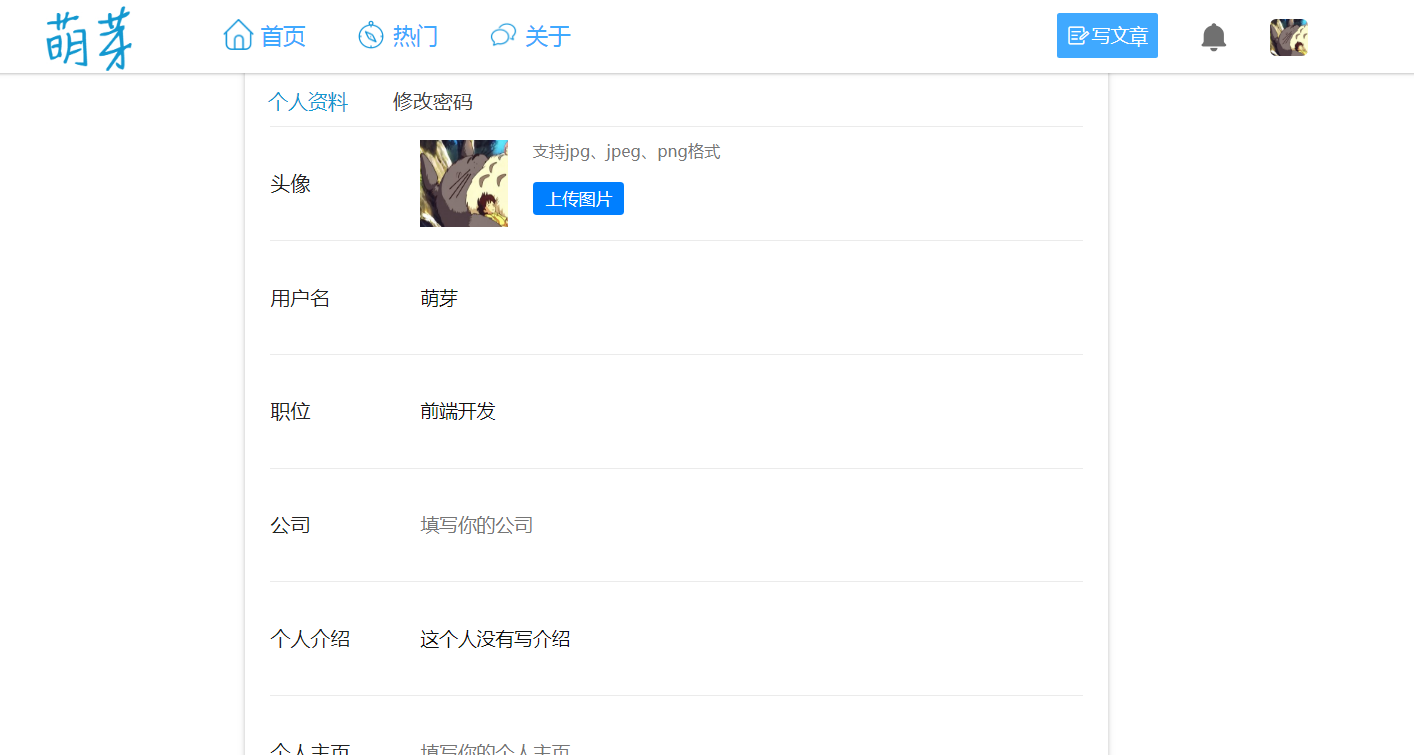 萌芽 首页 热门 关于 写文章
个人资料 修改密码
头像
支持jpg、jpeg、png格式
上传图片
用户名 萌芽
职位 前端开发
公司 填写你的公司
个人介绍 这个人没有写介绍
个人主页 填写你的个人主页